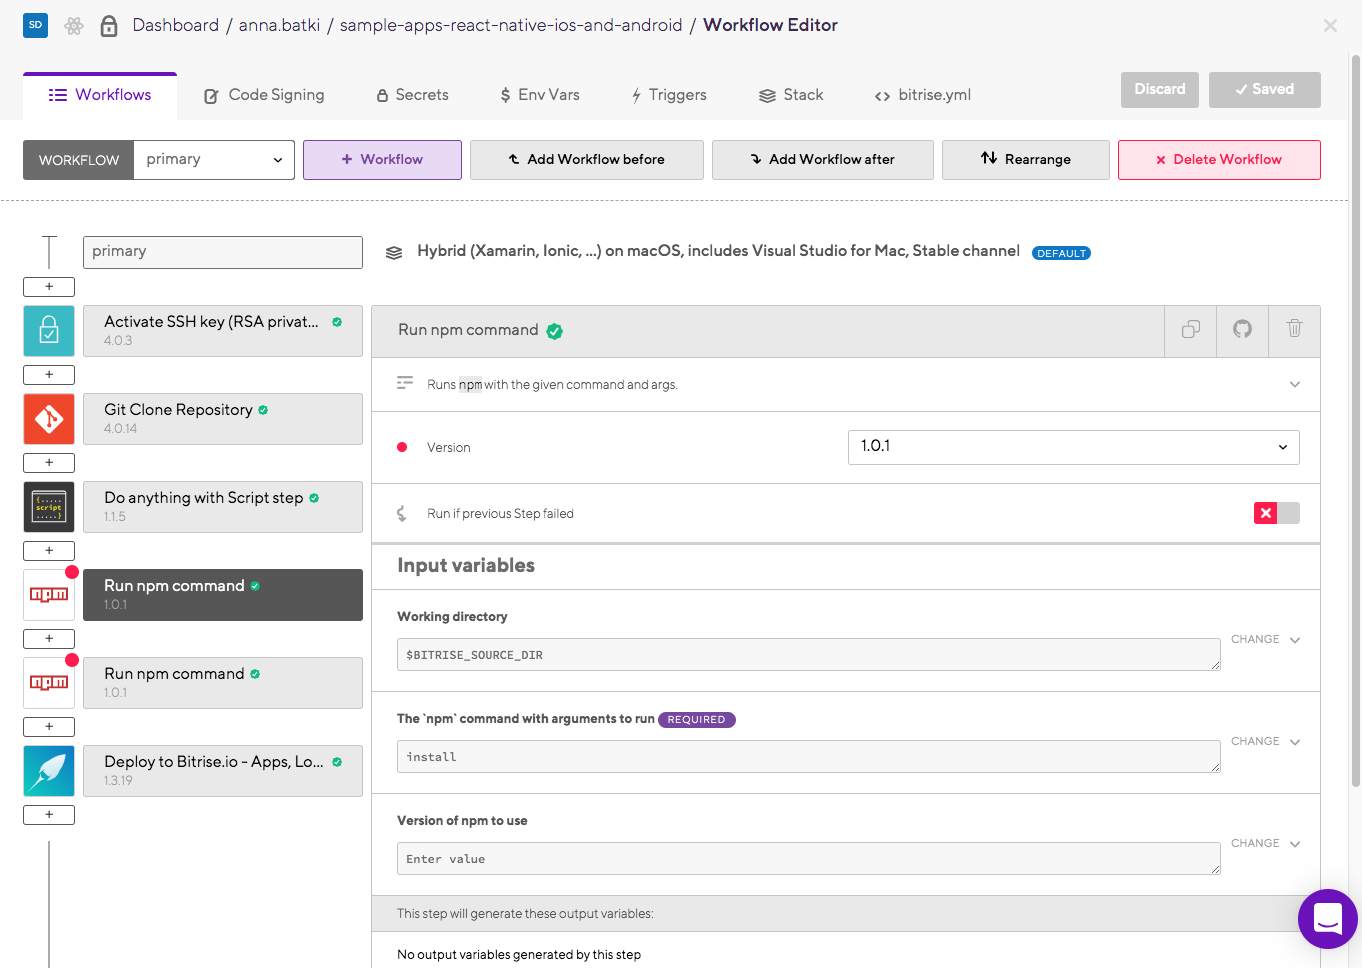 SD
Dashboard / anna.batki / sample-apps-react-native-ios-and-android / Workflow Editor
Workflows
Code Signing
Secrets
$ Env Vars
Triggers
Stack
<> bitrise.yml
Discard
Saved
WORKFLOW
primary
+ Workflow
Add Workflow before
Add Workflow after
Rearrange
Delete Workflow
primary
Hybrid (Xamarin, Ionic, ...) on macOS, includes Visual Studio for Mac, Stable channel
DEFAULT
+
Activate SSH key (RSA privat...
4.0.3
+
Git Clone Repository
4.0.14
+
{.....
script
.....}
Do anything with Script step
1.1.5
+
npm
Run npm command
1.0.1
+
npm
Run npm command
1.0.1
+
Deploy to Bitrise.io - Apps, Lo...
1.3.19
+
Run npm command
Runs npm with the given command and args.
Version
1.0.1
Run if previous Step failed
Input variables
Working directory
$BITRISE_SOURCE_DIR
CHANGE
The `npm` command with arguments to run REQUIRED
install
CHANGE
Version of npm to use
Enter value
CHANGE
This step will generate these output variables:
No output variables generated by this step